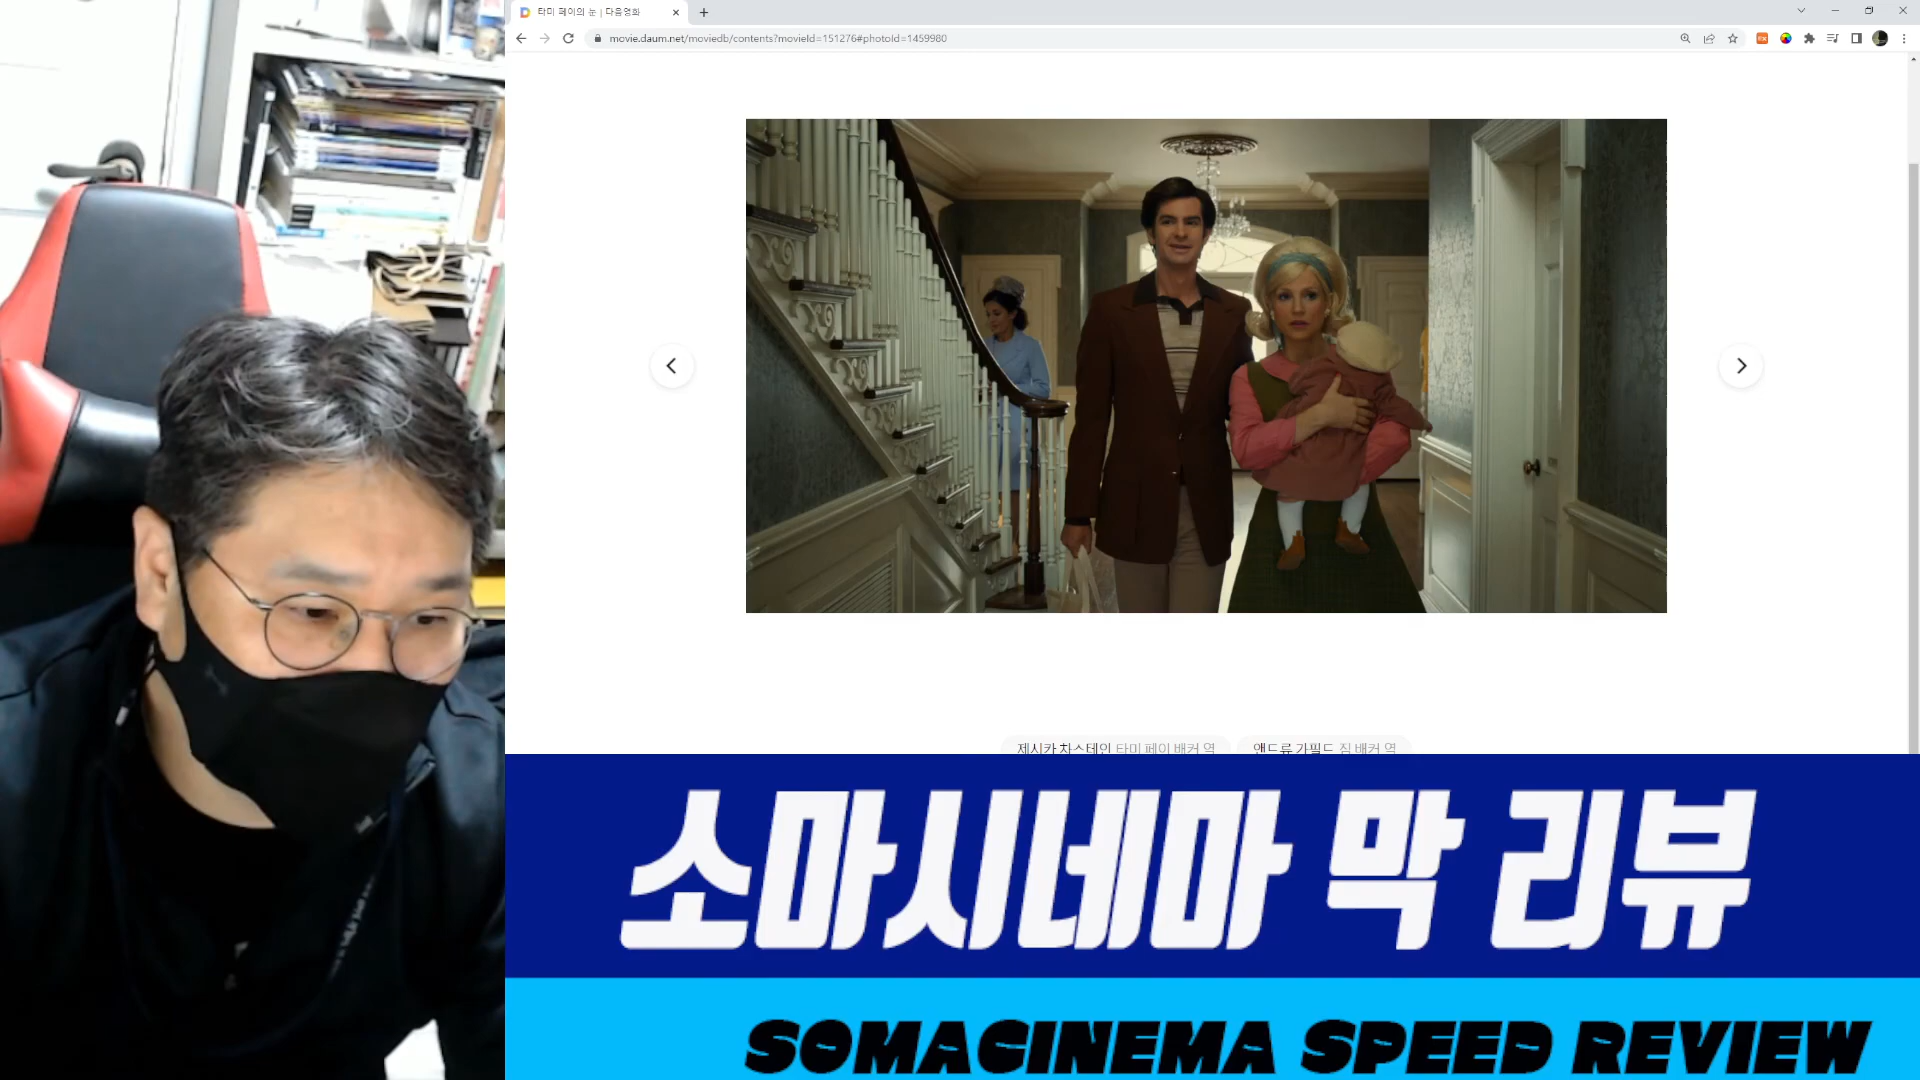 타미 페이의 눈 | 다음영화
movie.daum.net/moviedb/contents?movieId=151276#photoId=1459980
제시카 차스테인 타미 페이 배커 역 앤드류 가필드 짐 배커 역
소마시네마 막 리뷰
SOMACINEMA SPEED REVIEW